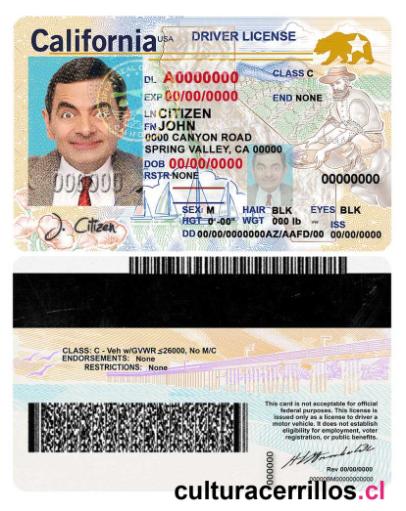 California USA DRIVER LICENSE
DL A0000000 CLASS C
EXP 00/00/0000 END NONE
LN CITIZEN
FN JOHN
0000 CANYON ROAD
SPRING VALLEY, CA 00000
DOB 00/00/0000
RSTR NONE 00000000
000000
SEX M HAIR BLK EYES BLK
HGT 0'-00" WGT 000 lb ISS
DD 00/00/0000000AZ/AAFD/00 00/00/0000
J. Citizen
CLASS: C - Veh w/GVWR ≤26000, No M/C
ENDORSEMENTS: None
RESTRICTIONS: None
This card is not acceptable for official
federal purposes. This license is
issued only as a license to driver a
motor vehicle. It does not establish
eligibility for employment, voter
registration, or public benefits.
Rev 00/00/0000
culturacerrillos.cl